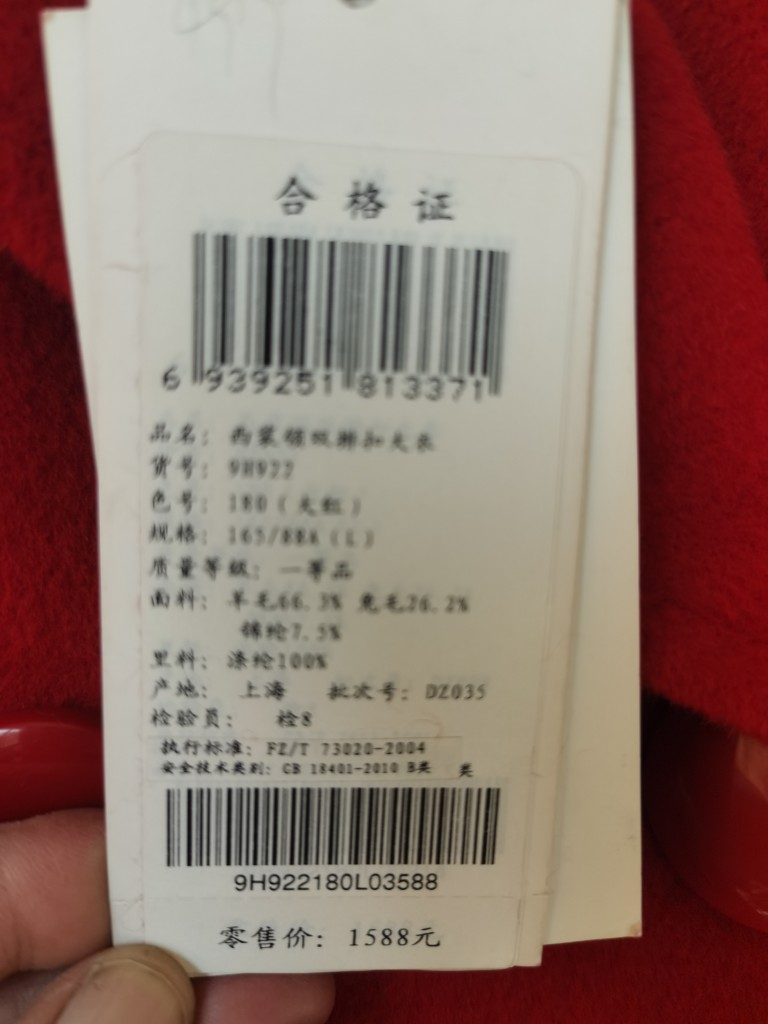 合格证
6 939251 813371
品名: 西装领双排扣大衣
货号: 9H922
色号: 180 (大红)
规格: 165/88A (L)
质量等级: 一等品
面料: 羊毛66.3% 兔毛26.2%
锦纶7.5%
里料: 涤纶100%
产地: 上海 批次号: DZ035
检验员: 检8
执行标准: FZ/T 73020-2004
安全技术类别: GB 18401-2010 B类 类
9H922180L03588
零售价: 1588元